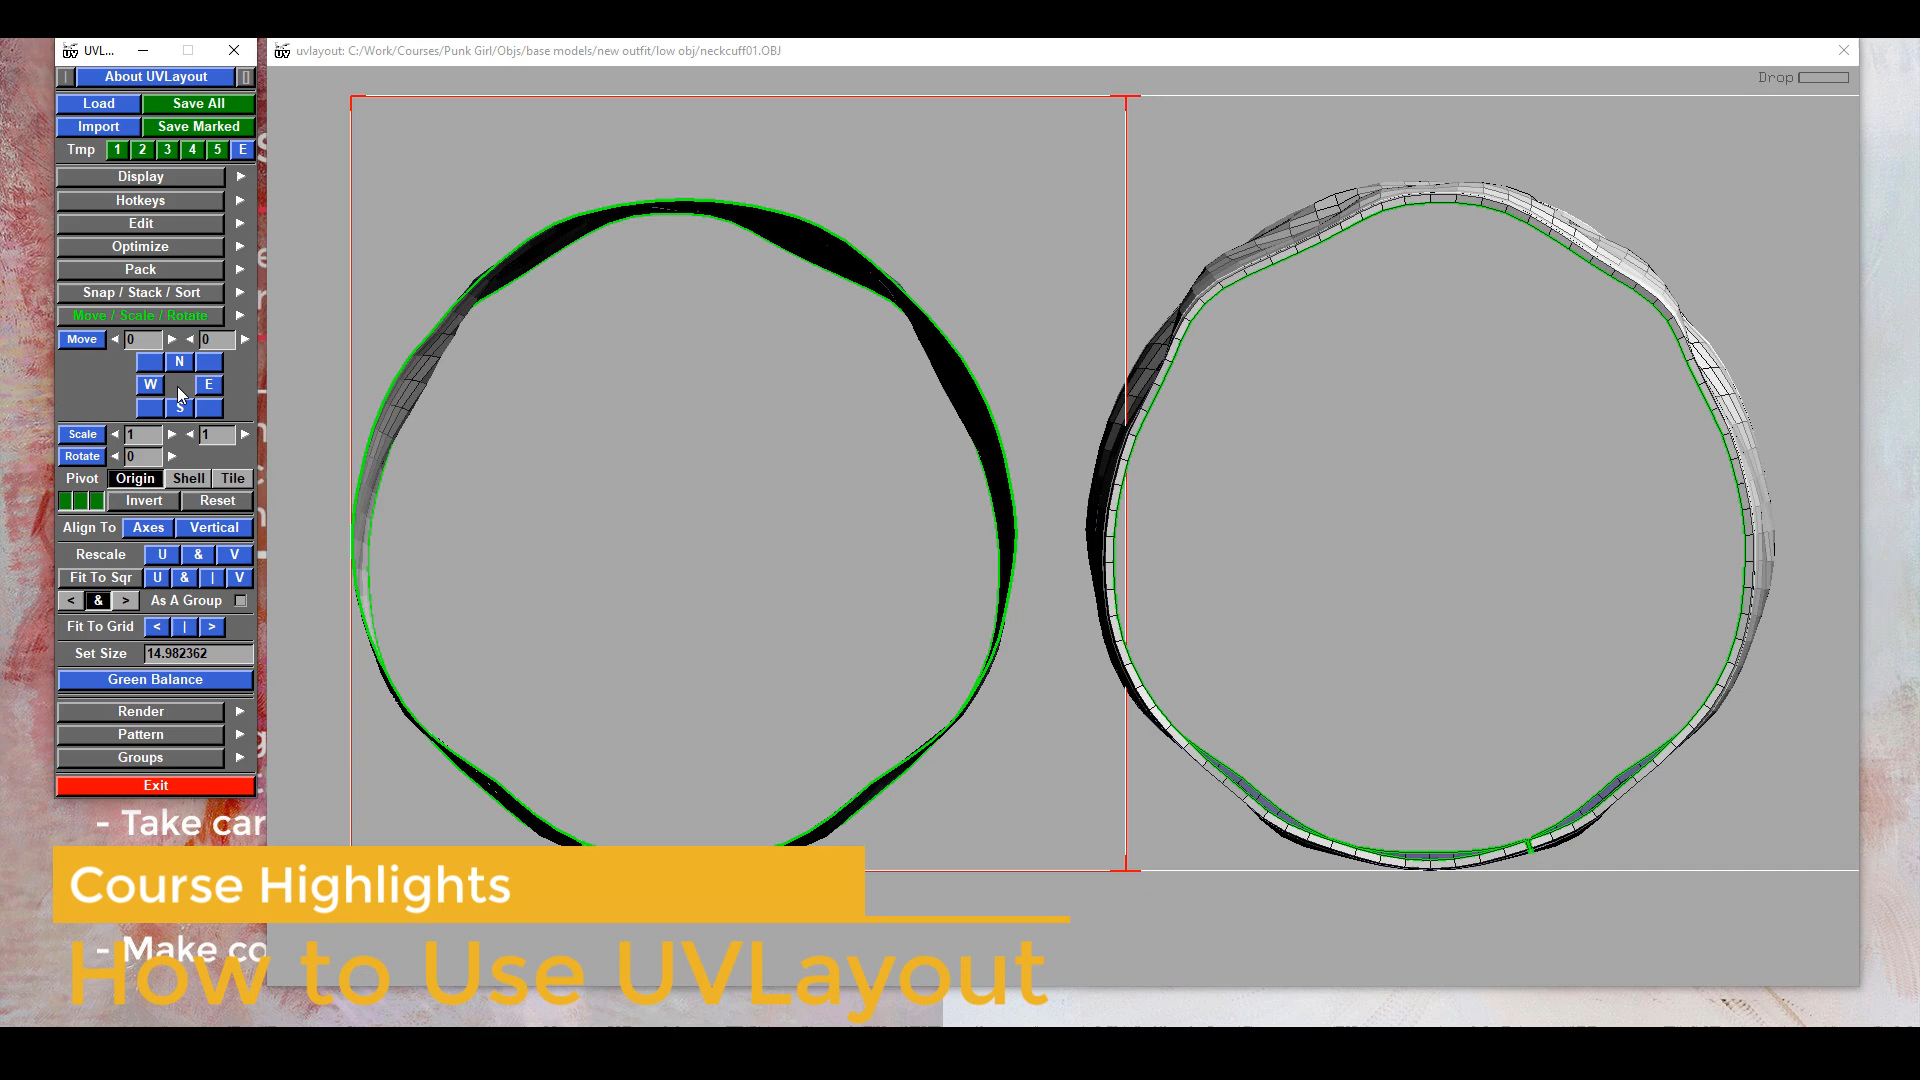 UVL...
uvlayout: C:/Work/Courses/Punk Girl/Objs/base models/new outfit/low obj/neckcuff01.OBJ
About UVLayout
Drop
Load Save All
Import Save Marked
Tmp 1 2 3 4 5 E
Display
Hotkeys
Edit
Optimize
Pack
Snap / Stack / Sort
Move / Scale / Rotate
Move 0 0
N
W E
S
Scale 1 1
Rotate 0
Pivot Origin Shell Tile
Invert Reset
Align To Axes Vertical
Rescale U & V
Fit To Sqr U & | V
< & > As A Group
Fit To Grid < | >
Set Size 14.982362
Green Balance
Render
Pattern
Groups
Exit
- Take car
Course Highlights
- Make co
How to Use UVLayout